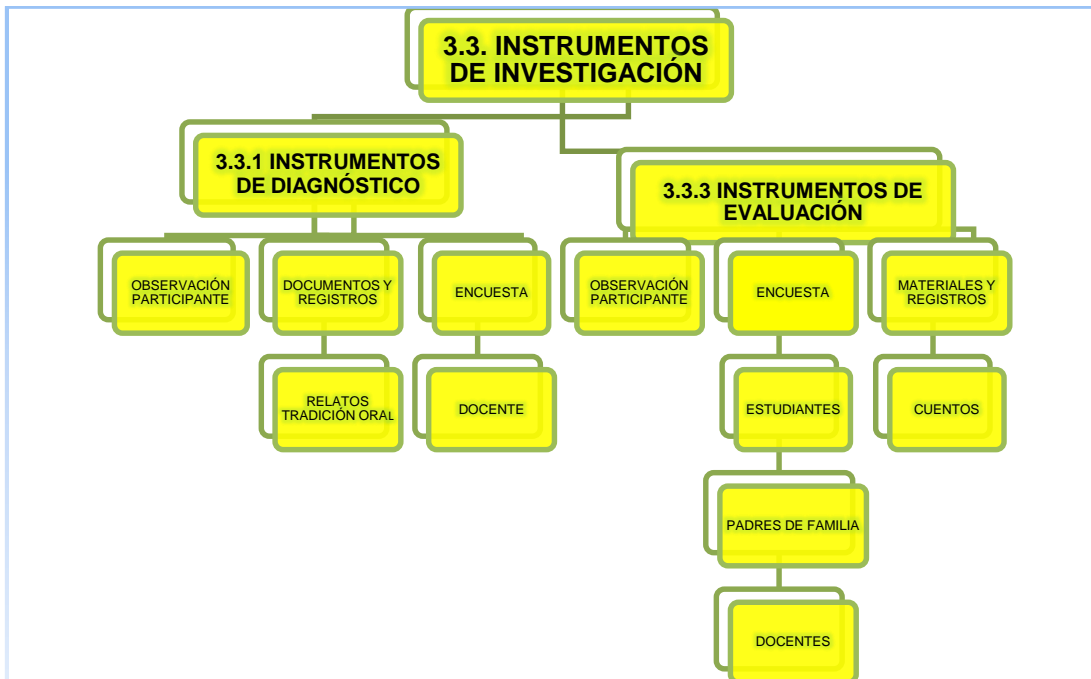 3.3. INSTRUMENTOS
DE INVESTIGACIÓN
3.3.1 INSTRUMENTOS
DE DIAGNÓSTICO
3.3.3 INSTRUMENTOS DE
EVALUACIÓN
OBSERVACIÓN
PARTICIPANTE
DOCUMENTOS Y
REGISTROS
ENCUESTA
OBSERVACIÓN
PARTICIPANTE
ENCUESTA
MATERIALES Y
REGISTROS
RELATOS
TRADICIÓN ORAL
DOCENTE
ESTUDIANTES
CUENTOS
PADRES DE FAMILIA
DOCENTES